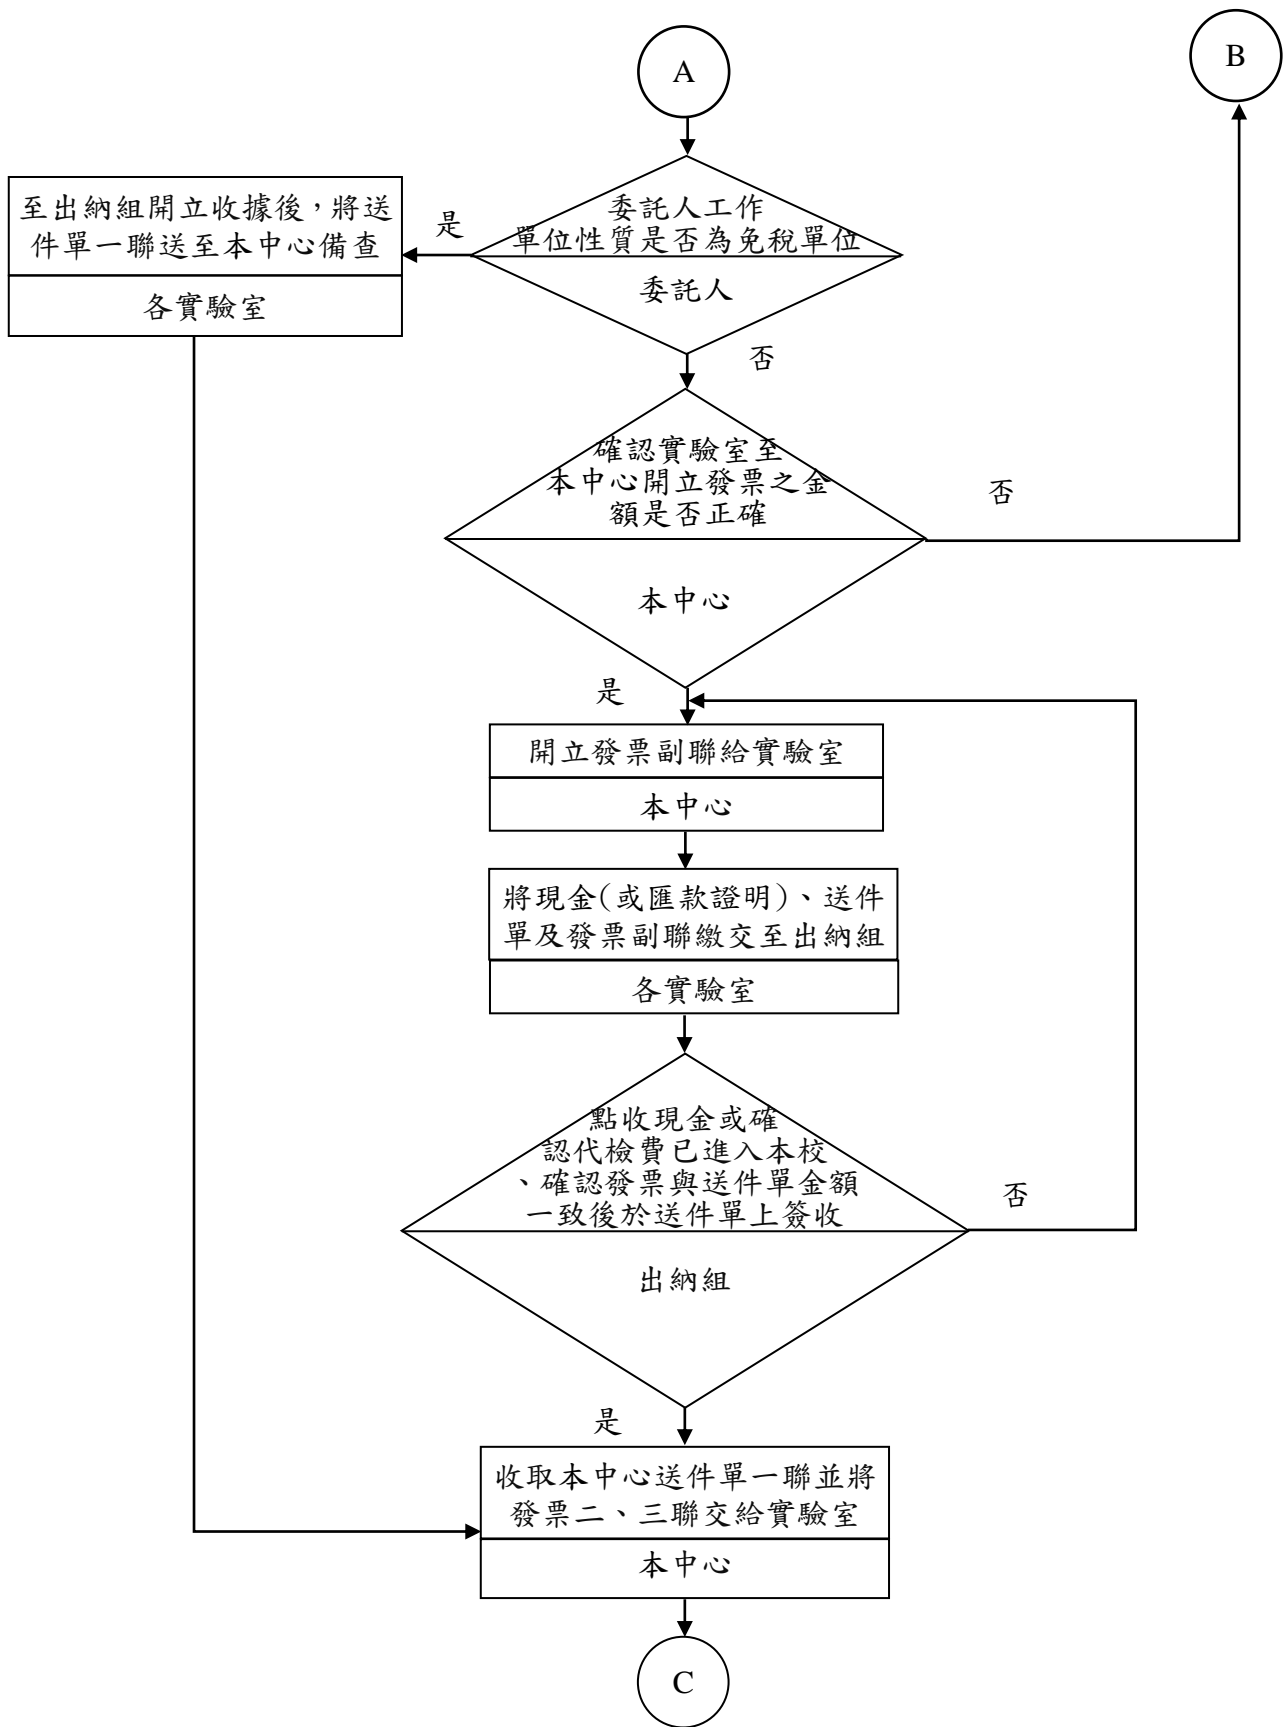 A
B
委託人工作
單位性質是否為免稅單位
委託人
是
至出納組開立收據後，將送
件單一聯送至本中心備查
各實驗室
否
確認實驗室至
本中心開立發票之金
額是否正確
本中心
否
是
開立發票副聯給實驗室
本中心
將現金(或匯款證明)、送件
單及發票副聯繳交至出納組
各實驗室
點收現金或確
認代檢費已進入本校
、確認發票與送件單金額
一致後於送件單上簽收
出納組
否
是
收取本中心送件單一聯並將
發票二、三聯交給實驗室
本中心
C